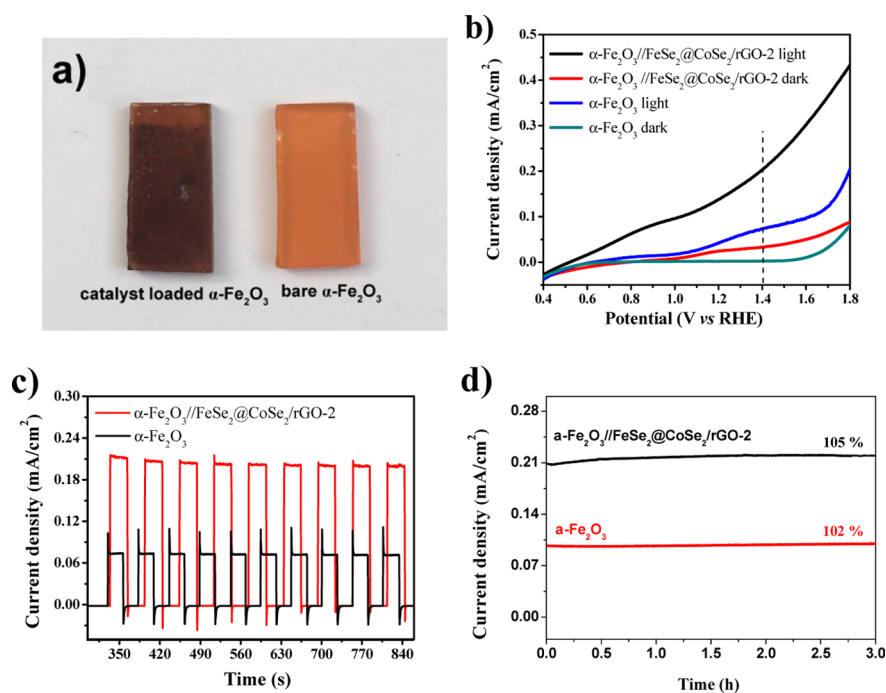 a)
catalyst loaded α-Fe₂O₃ bare α-Fe₂O₃
b)
α-Fe₂O₃//FeSe₂@CoSe₂/rGO-2 light
α-Fe₂O₃ //FeSe₂@CoSe₂/rGO-2 dark
α-Fe₂O₃ light
α-Fe₂O₃ dark
Current density (mA/cm²)
0.5
0.4
0.3
0.2
0.1
0.0
0.4 0.6 0.8 1.0 1.2 1.4 1.6 1.8
Potential (V vs RHE)
c)
α-Fe₂O₃//FeSe₂@CoSe₂/rGO-2
α-Fe₂O₃
Current density (mA/cm²)
0.30
0.24
0.18
0.12
0.06
0.00
350 420 490 560 630 700 770 840
Time (s)
d)
a-Fe₂O₃//FeSe₂@CoSe₂/rGO-2
105 %
a-Fe₂O₃
102 %
Current density (mA/cm²)
0.28
0.21
0.14
0.07
0.00
0.0 0.5 1.0 1.5 2.0 2.5 3.0
Time (h)